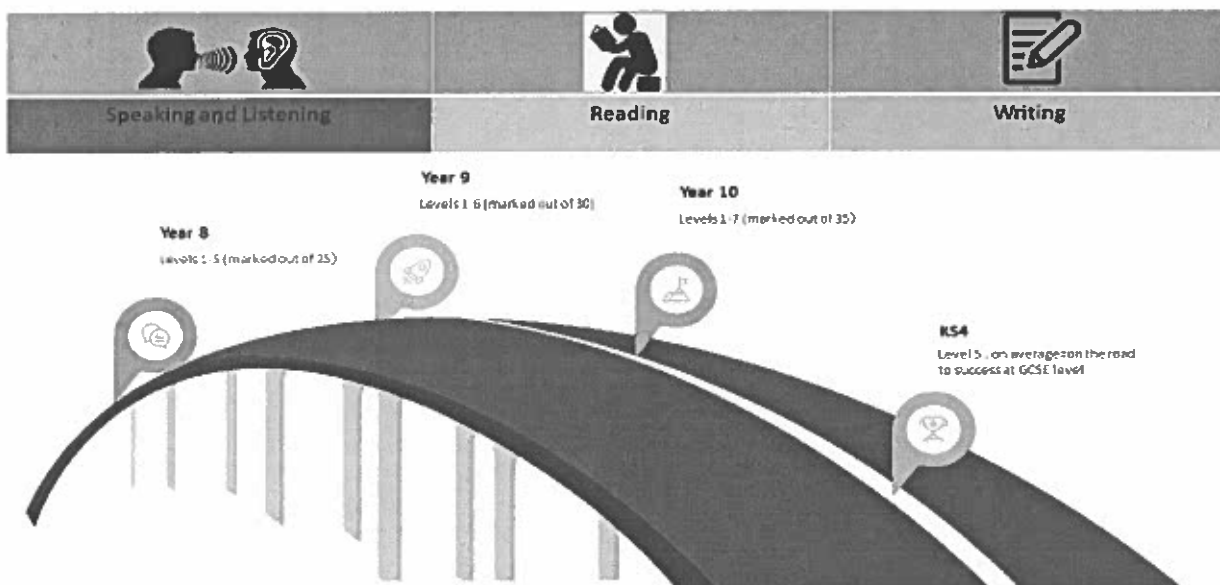 Speaking and Listening
Reading
Writing
Year 9
Levels 1-6 (marked out of 30)
Year 10
Levels 1-7 (marked out of 35)
Year 8
Levels 1-5 (marked out of 25)
KS4
Level 5 , on average on the road
to success at GCSE level